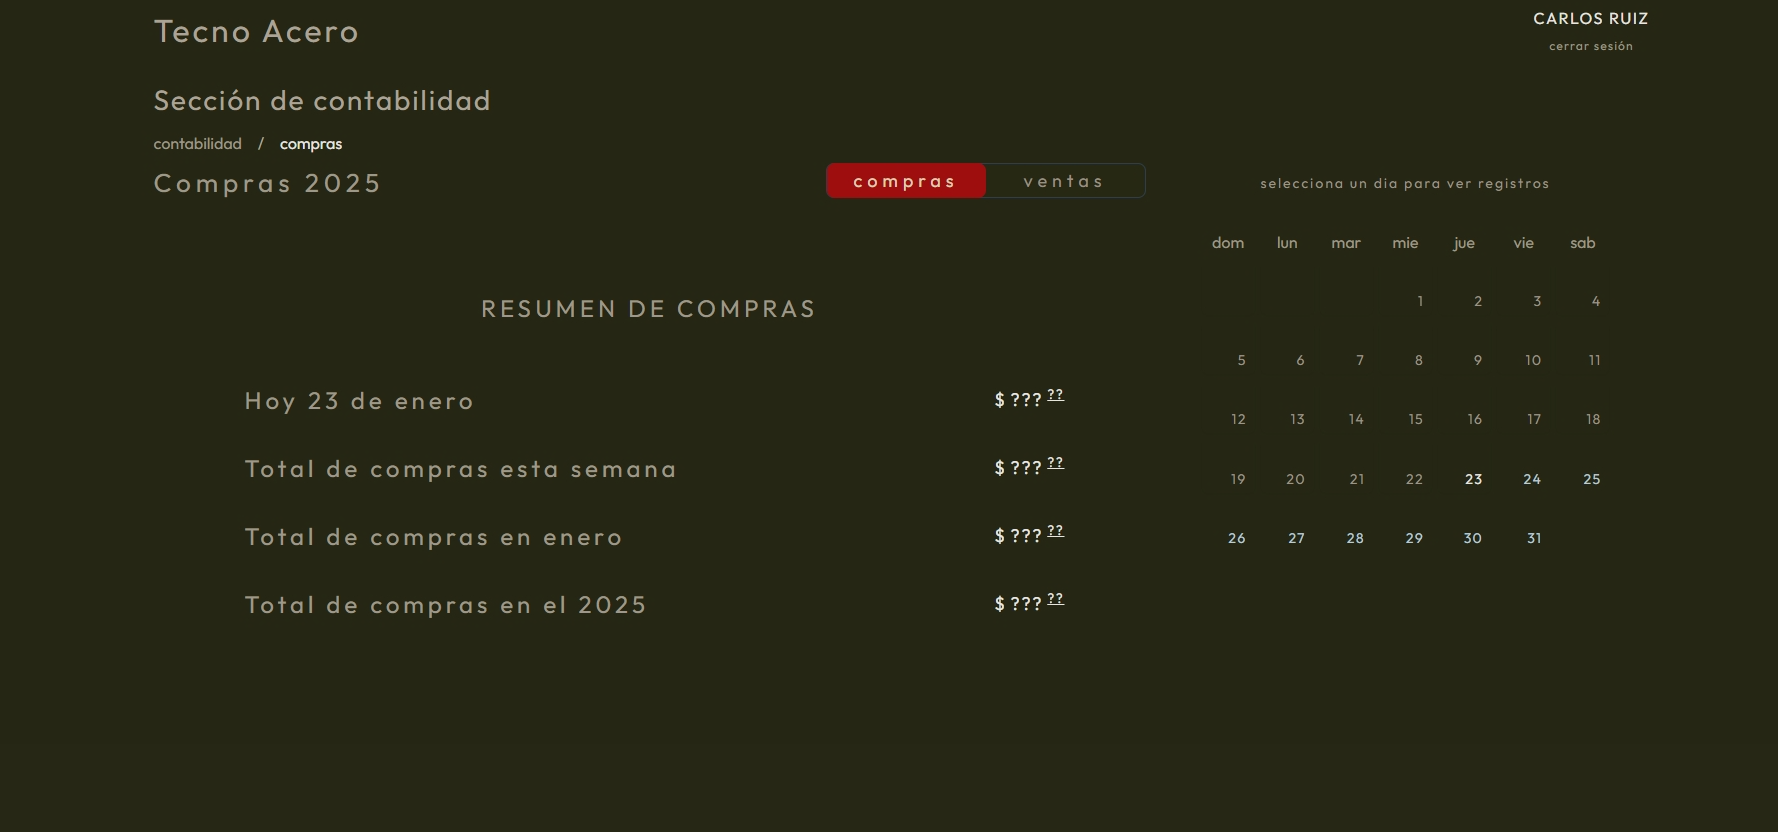 Tecno Acero
CARLOS RUIZ
cerrar sesión
Sección de contabilidad
contabilidad / compras
Compras 2025
compras ventas
selecciona un dia para ver registros
dom lun mar mie jue vie sab
1 2 3 4
5 6 7 8 9 10 11
12 13 14 15 16 17 18
19 20 21 22 23 24 25
26 27 28 29 30 31
RESUMEN DE COMPRAS
Hoy 23 de enero $ ??? ??
Total de compras esta semana $ ??? ??
Total de compras en enero $ ??? ??
Total de compras en el 2025 $ ??? ??